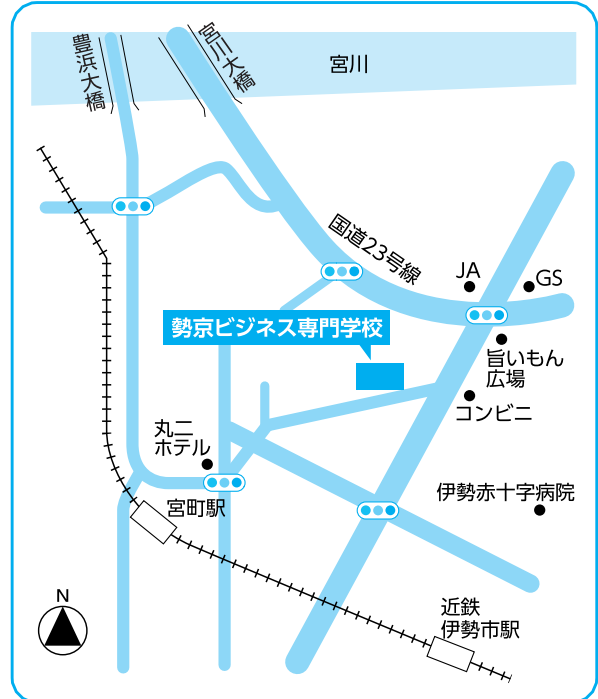 豊浜大橋
宮川大橋
宮川
国道23号線
JA
GS
勢京ビジネス専門学校
旨いもん
広場
コンビニ
丸二
ホテル
宮町駅
伊勢赤十字病院
近鉄
伊勢市駅
N